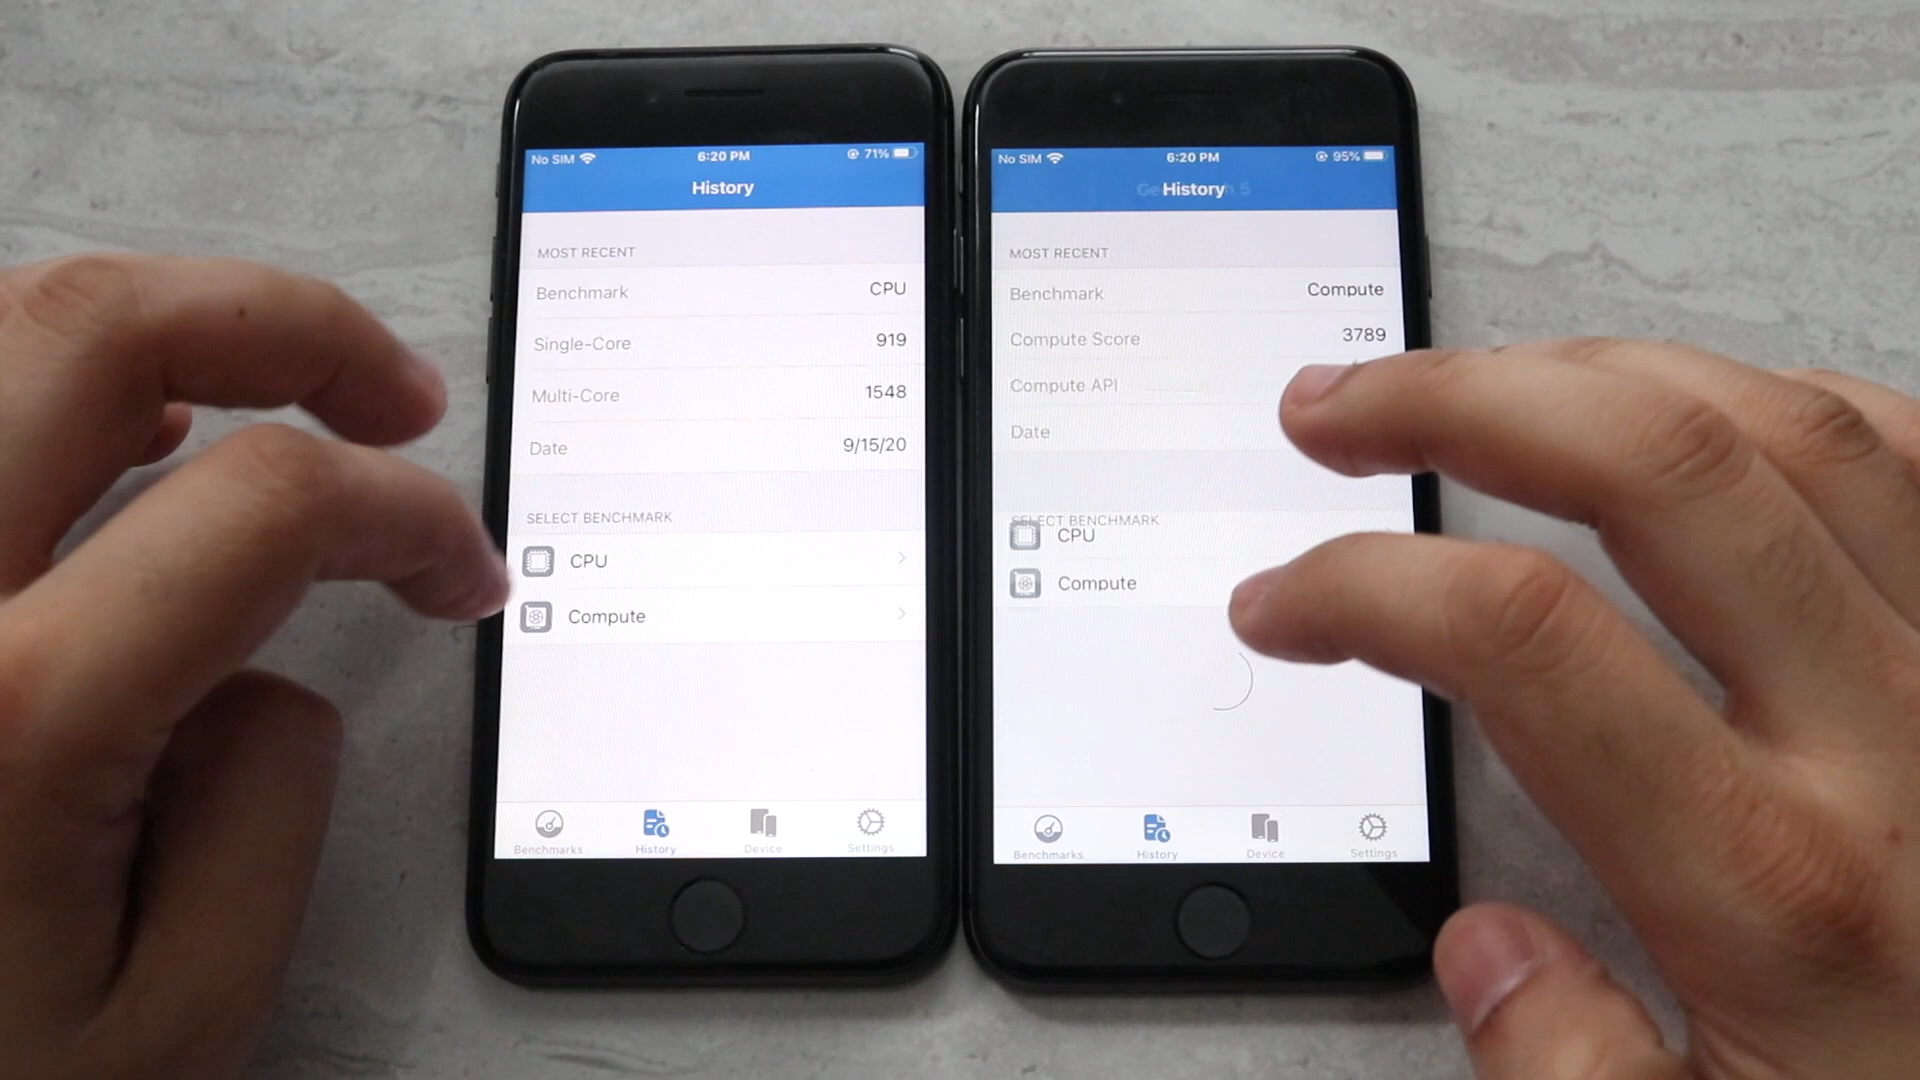 No SIM 6:20 PM 71%
History
MOST RECENT
Benchmark CPU
Single-Core 919
Multi-Core 1548
Date 9/15/20
SELECT BENCHMARK
CPU
Compute
Benchmarks History Device Settings
No SIM 6:20 PM 95%
History
MOST RECENT
Benchmark Compute
Compute Score 3789
Compute API
Date
SELECT BENCHMARK
CPU
Compute
Benchmarks History Device Settings